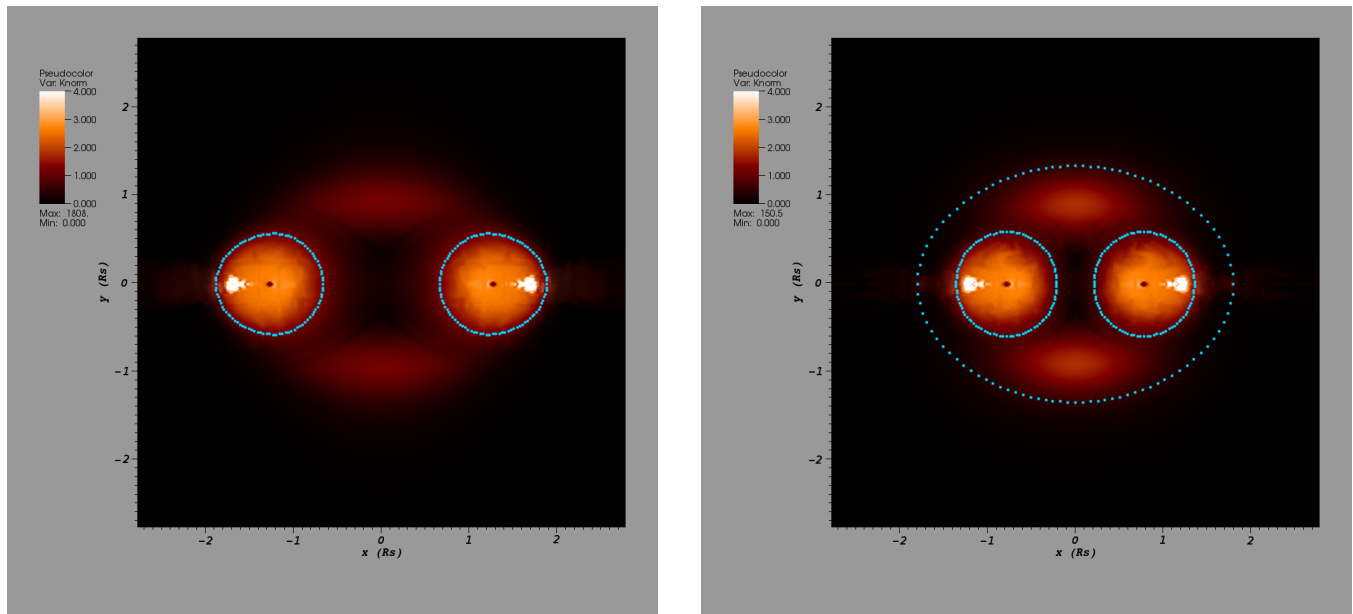 Pseudocolor
Var: Knorm
4.000
3.000
2.000
1.000
0.000
Max: 1808.
Min: 0.000
2
1
0
-1
-2
y (Rs)
-2
-1
0
1
2
x (Rs)
Pseudocolor
Var: Knorm
4.000
3.000
2.000
1.000
0.000
Max: 150.5
Min: 0.000
2
1
0
-1
-2
y (Rs)
-2
-1
0
1
2
x (Rs)